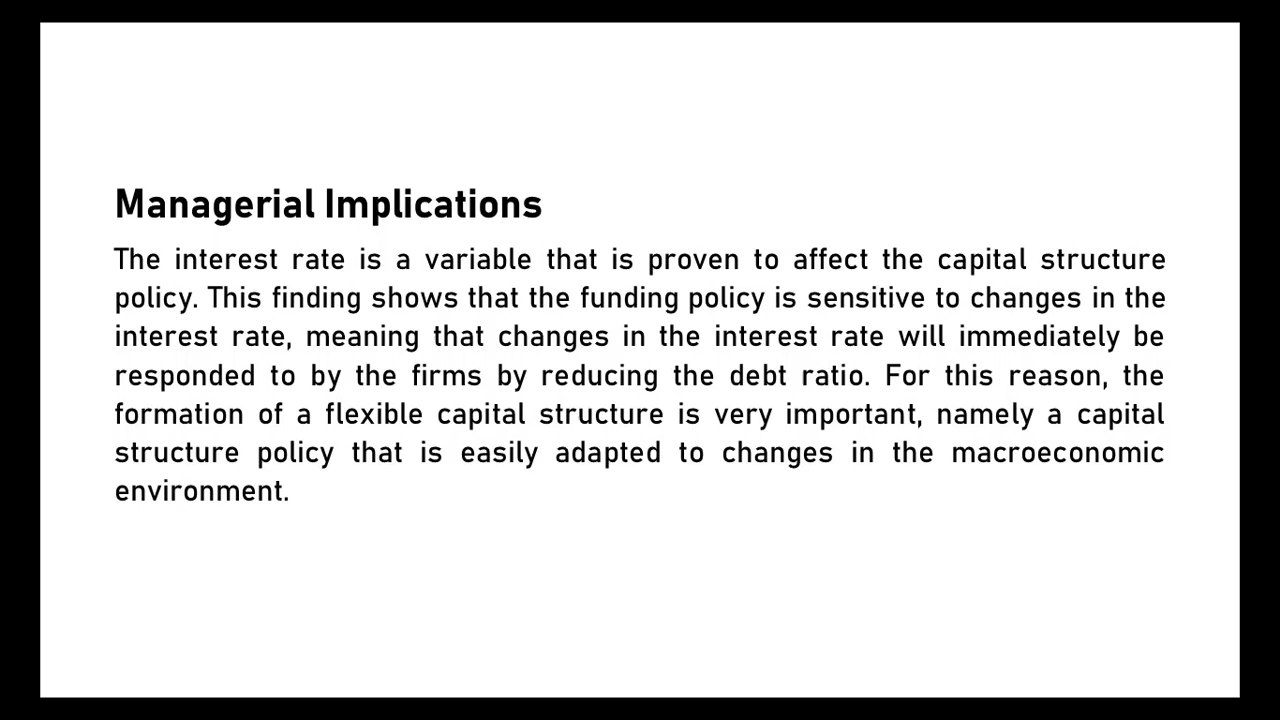 Managerial Implications
The interest rate is a variable that is proven to affect the capital structure
policy. This finding shows that the funding policy is sensitive to changes in the
interest rate, meaning that changes in the interest rate will immediately be
responded to by the firms by reducing the debt ratio. For this reason, the
formation of a flexible capital structure is very important, namely a capital
structure policy that is easily adapted to changes in the macroeconomic
environment.